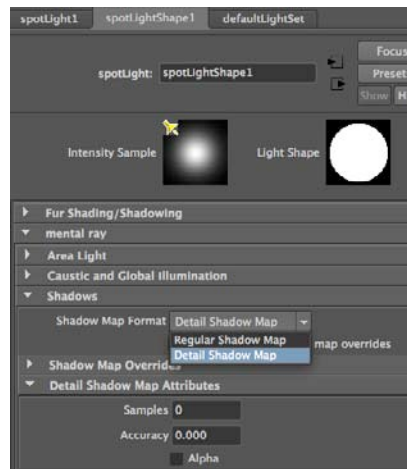 spotLight1 spotLightShape1 defaultLightSet
Focus
spotLight: spotLightShape1
Preset
Show H
Intensity Sample Light Shape
Fur Shading/Shadowing
mental ray
Area Light
Caustic and Global Illumination
Shadows
Shadow Map Format Detail Shadow Map
Regular Shadow Map
map overrides
Detail Shadow Map
Shadow Map Overrides
Detail Shadow Map Attributes
Samples 0
Accuracy 0.000
Alpha